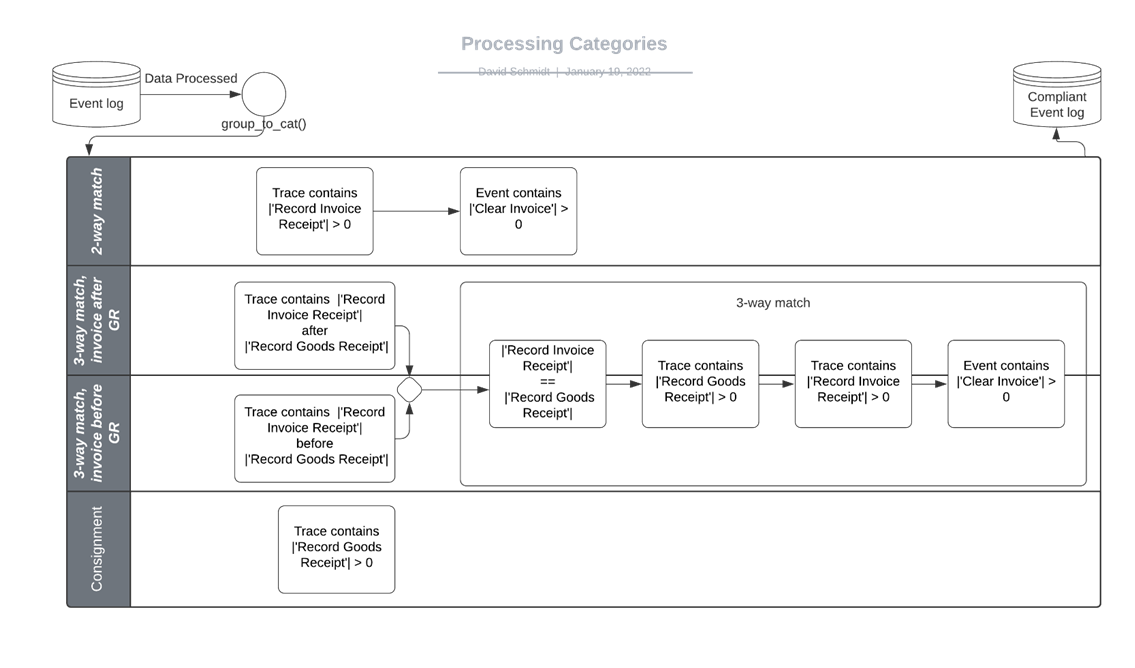 Processing Categories
David Schmidt | January 19, 2022
Event log
Data Processed
group_to_cat()
Compliant
Event log
2-way match
Trace contains
|'Record Invoice
Receipt'| > 0
Event contains
|'Clear Invoice'| >
0
3-way match,
invoice after
GR
Trace contains |'Record
Invoice Receipt'|
after
|'Record Goods Receipt'|
3-way match
|'Record Invoice
Receipt'|
==
|'Record Goods
Receipt'|
Trace contains
|'Record Goods
Receipt'| > 0
Trace contains
|'Record Invoice
Receipt'| > 0
Event contains
|'Clear Invoice'| >
0
3-way match,
invoice before
GR
Trace contains |'Record
Invoice Receipt'|
before
|'Record Goods Receipt'|
Consignment
Trace contains
|'Record Goods
Receipt'| > 0